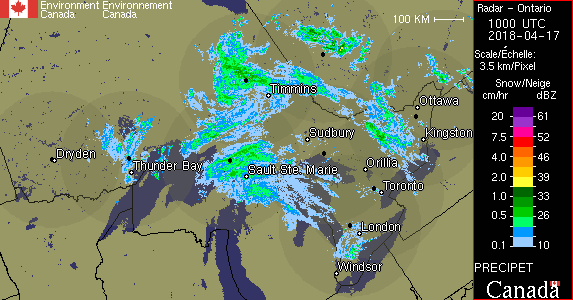 Environment Environnement
Canada Canada
100 KM
Timmins
Ottawa
Sudbury
Kingston
Dryden
Thunder Bay
Orillia
Sault Ste. Marie
Toronto
London
Windsor
Radar - Ontario
1000 UTC
2018-04-17
Scale/Échelle:
3.5 km/Pixel
Snow/Neige
cm/hr dBZ
20 61
7.5 52
4.0 46
2.0 39
1.0 33
0.5 26
0.1 10
PRECIPET
Canada